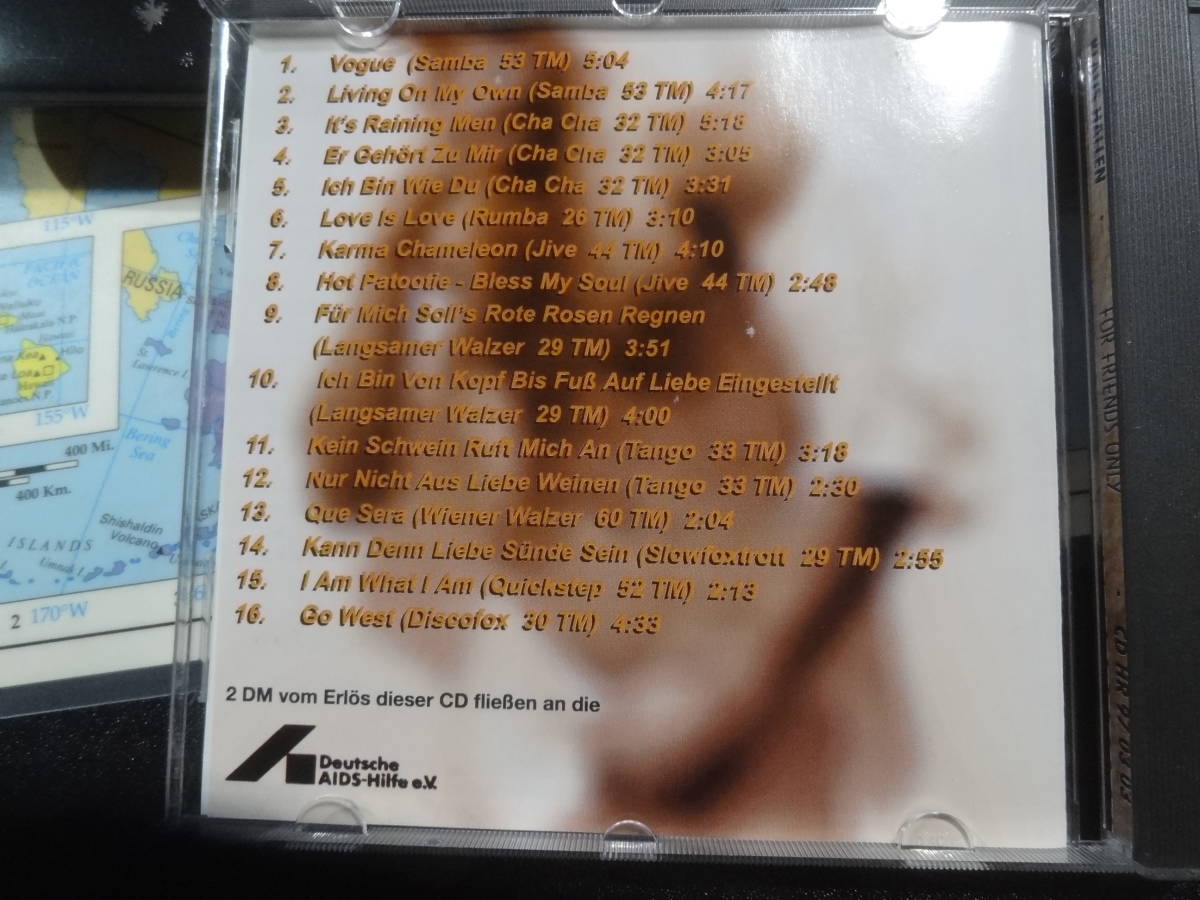 1. Vogue (Samba 53 TM) 5:04
2. Living On My Own (Samba 53 TM) 4:17
3. It's Raining Men (Cha Cha 32 TM) 5:18
4. Er Gehört Zu Mir (Cha Cha 32 TM) 3:05
5. Ich Bin Wie Du (Cha Cha 32 TM) 3:31
6. Love Is Love (Rumba 26 TM) 3:10
7. Karma Chameleon (Jive 44 TM) 4:10
8. Hot Patootie - Bless My Soul (Jive 44 TM) 2:48
9. Für Mich Soll's Rote Rosen Regnen
(Langsamer Walzer 29 TM) 3:51
10. Ich Bin Von Kopf Bis Fuß Auf Liebe Eingestellt
(Langsamer Walzer 29 TM) 4:00
11. Kein Schwein Ruft Mich An (Tango 33 TM) 3:18
12. Nur Nicht Aus Liebe Weinen (Tango 33 TM) 2:30
13. Que Sera (Wiener Walzer 60 TM) 2:04
14. Kann Denn Liebe Sünde Sein (Slowfoxtrott 29 TM) 2:55
15. I Am What I Am (Quickstep 52 TM) 2:13
16. Go West (Discofox 30 TM) 4:33
2 DM vom Erlös dieser CD fließen an die
Deutsche
AIDS-Hilfe e.V.
HALLEN · FOR FRIENDS ONLY · CD HR 97 03 03
115°W
PACIFIC
OCEAN
RUSSIA
St.
Lawrence I.
155°W
Bering
Sea
400 Mi.
400 Km.
Shishaldin
Volcano
ISLANDS
2 170°W